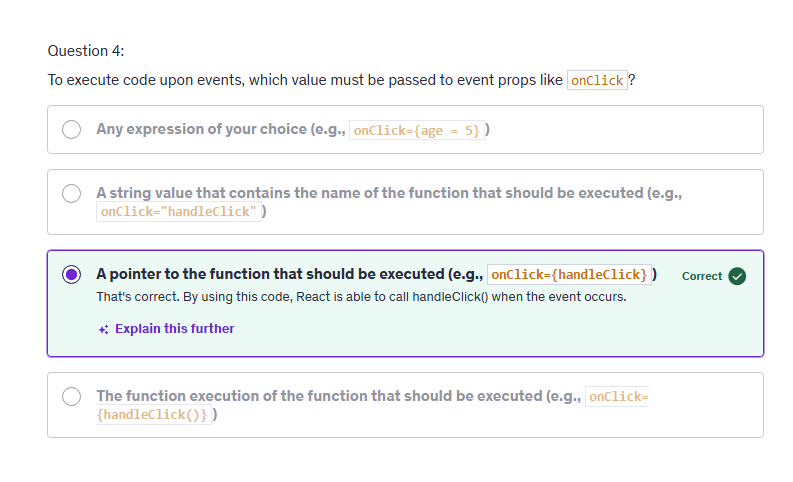 Question 4:
To execute code upon events, which value must be passed to event props like onClick?
Any expression of your choice (e.g., onClick={age = 5})
A string value that contains the name of the function that should be executed (e.g.,
onClick="handleClick")
A pointer to the function that should be executed (e.g., onClick={handleClick}) Correct
That's correct. By using this code, React is able to call handleClick() when the event occurs.
Explain this further
The function execution of the function that should be executed (e.g., onClick=
{handleClick()})